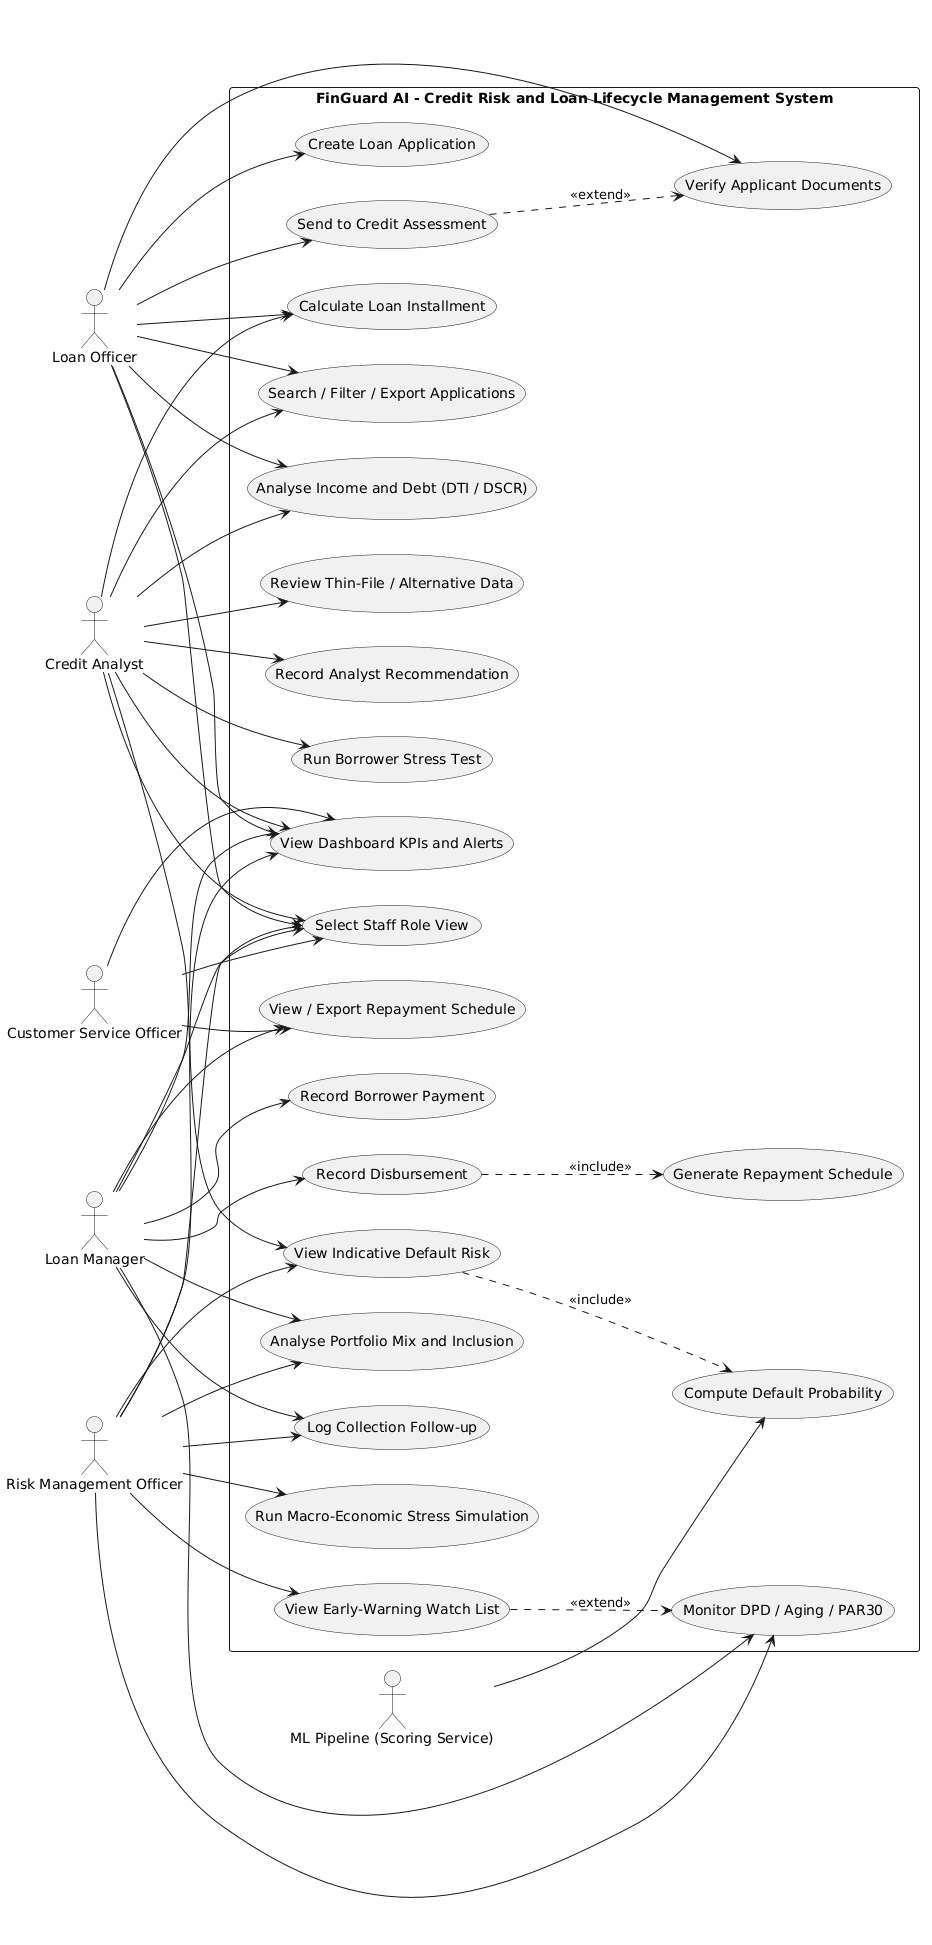 FinGuard AI - Credit Risk and Loan Lifecycle Management System
Create Loan Application
Verify Applicant Documents
«extend»
Send to Credit Assessment
Calculate Loan Installment
Loan Officer
Search / Filter / Export Applications
Analyse Income and Debt (DTI / DSCR)
Review Thin-File / Alternative Data
Credit Analyst
Record Analyst Recommendation
Run Borrower Stress Test
View Dashboard KPIs and Alerts
Select Staff Role View
View / Export Repayment Schedule
Customer Service Officer
Record Borrower Payment
«include»
Record Disbursement
Generate Repayment Schedule
View Indicative Default Risk
Loan Manager
«include»
Analyse Portfolio Mix and Inclusion
Compute Default Probability
Log Collection Follow-up
Risk Management Officer
Run Macro-Economic Stress Simulation
«extend»
View Early-Warning Watch List
Monitor DPD / Aging / PAR30
ML Pipeline (Scoring Service)